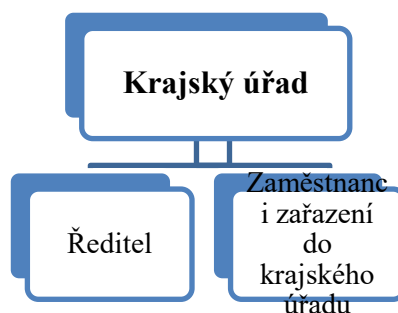 Krajský úřad
Ředitel
Zaměstnanc
i zařazení
do
krajského
úřadu